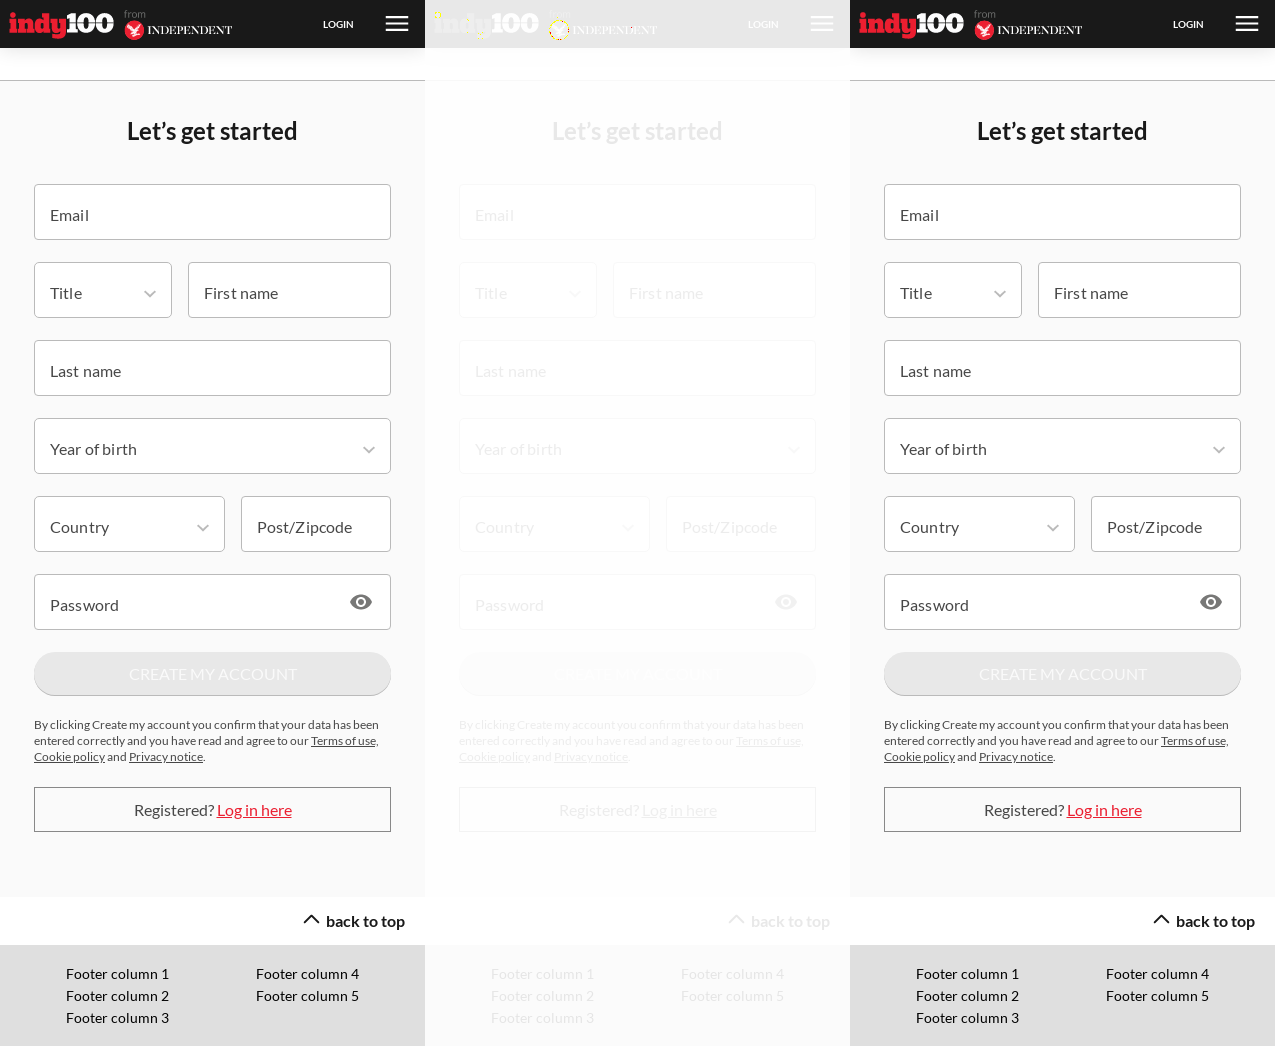 indy100 from INDEPENDENT LOGIN
Let’s get started
Email
Title First name
Last name
Year of birth
Country Post/Zipcode
Password
CREATE MY ACCOUNT
By clicking Create my account you confirm that your data has been
entered correctly and you have read and agree to our Terms of use,
Cookie policy and Privacy notice.
Registered? Log in here
back to top
Footer column 1 Footer column 4
Footer column 2 Footer column 5
Footer column 3
indy100 INDEPENDENT LOGIN
Let’s get started
Email
Title First name
Last name
Year of birth
Country Post/Zipcode
Password
By clicking Create my account you confirm that your data has been
entered correctly and you have read and agree to our Terms of use,
Cookie policy and Privacy notice.
Registered? Log in here
back to top
Footer column 1 Footer column 4
Footer column 2 Footer column 5
Footer column 3
indy100 from INDEPENDENT LOGIN
Let’s get started
Email
Title First name
Last name
Year of birth
Country Post/Zipcode
Password
CREATE MY ACCOUNT
By clicking Create my account you confirm that your data has been
entered correctly and you have read and agree to our Terms of use,
Cookie policy and Privacy notice.
Registered? Log in here
back to top
Footer column 1 Footer column 4
Footer column 2 Footer column 5
Footer column 3